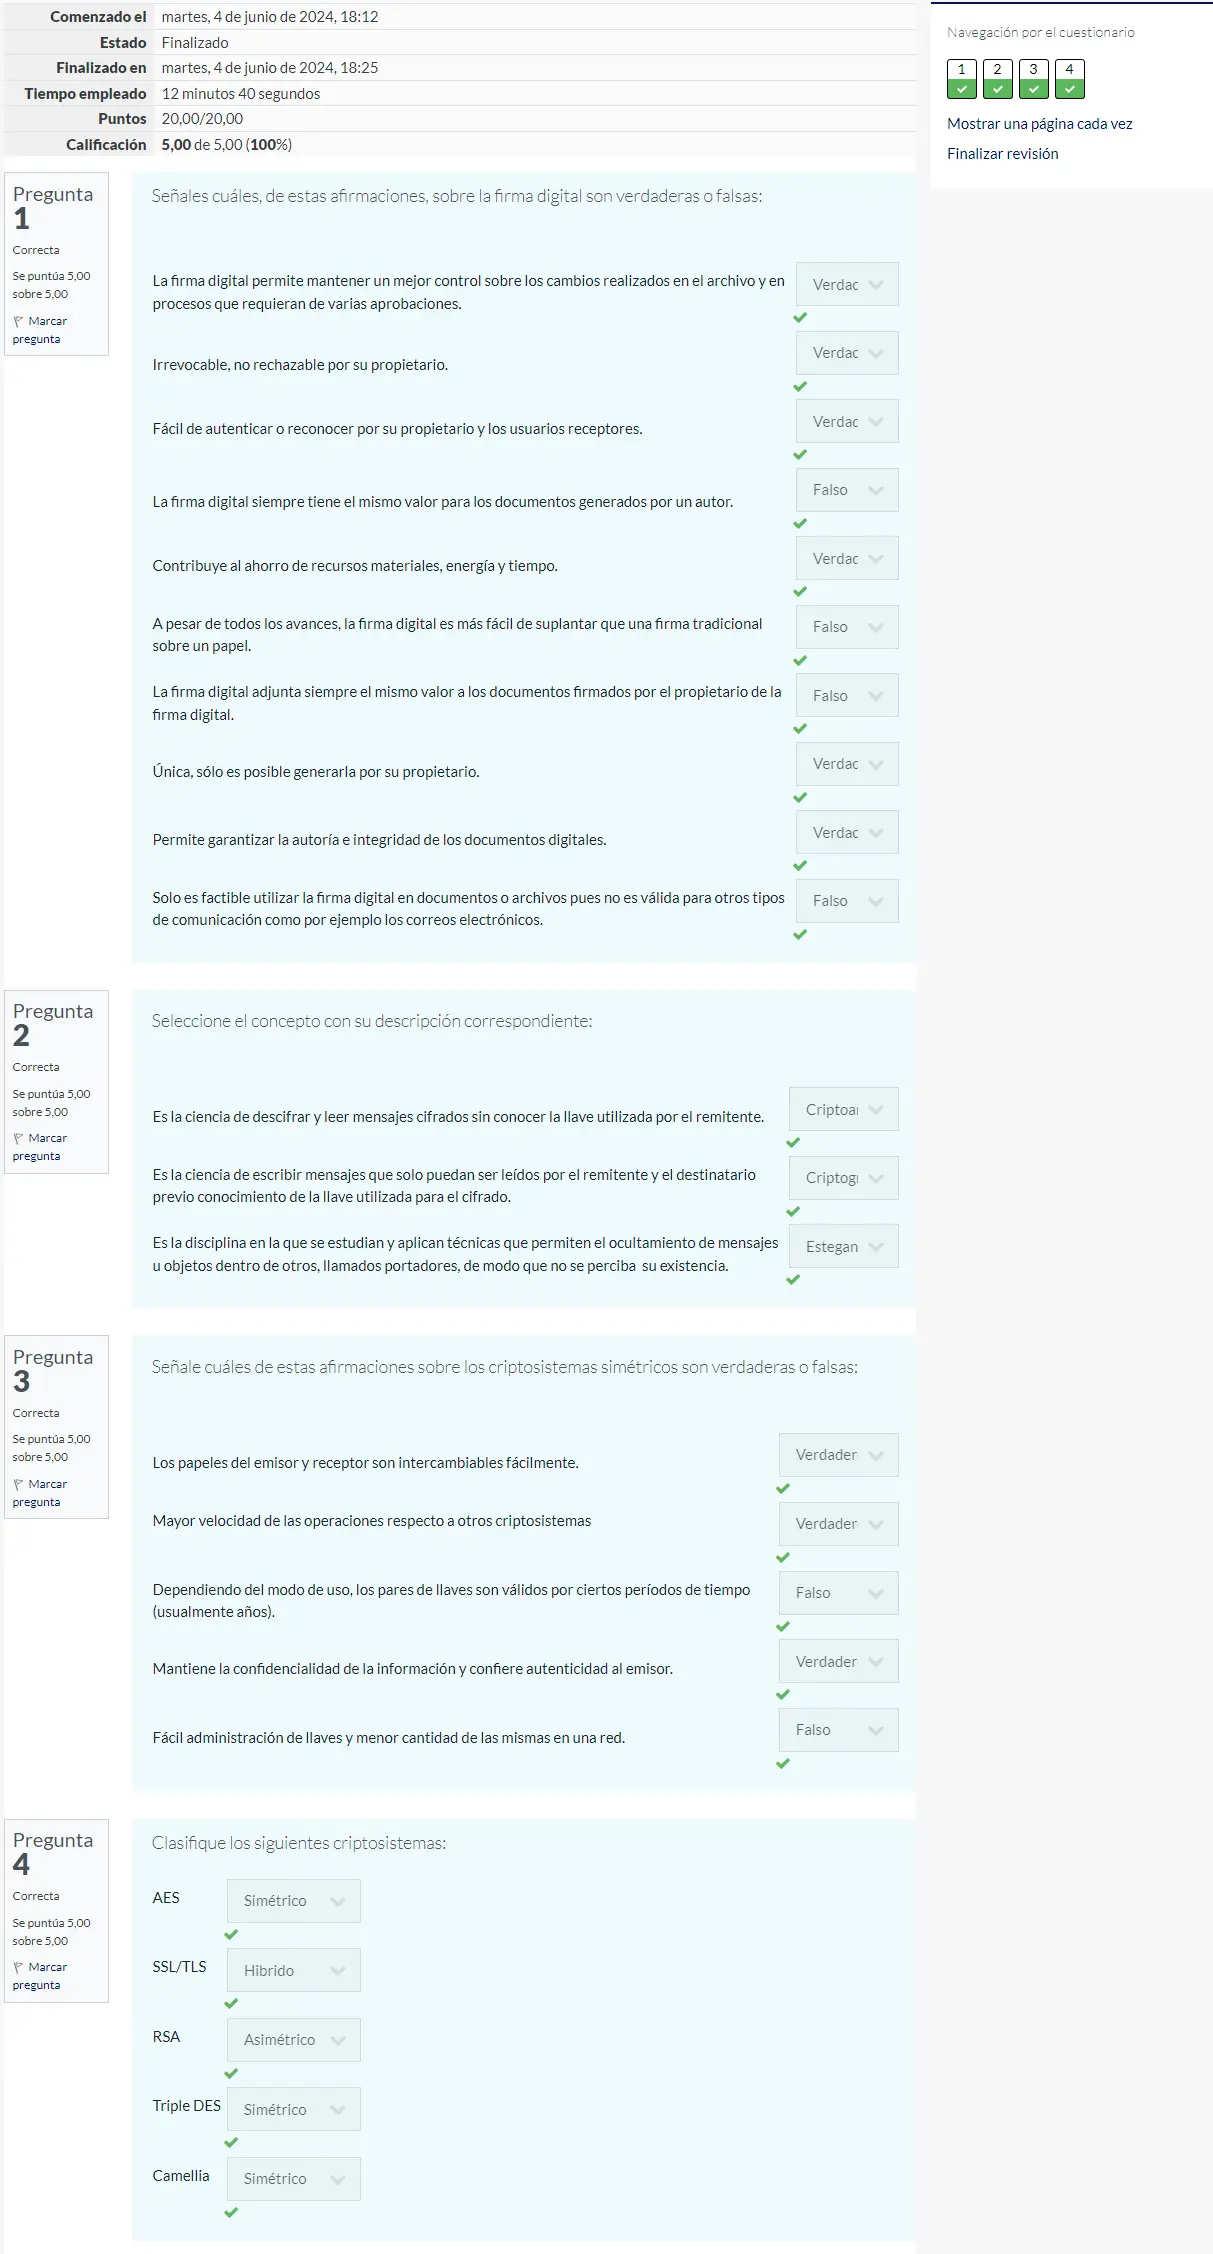 Comenzado el martes, 4 de junio de 2024, 18:12
Estado Finalizado
Finalizado en martes, 4 de junio de 2024, 18:25
Tiempo empleado 12 minutos 40 segundos
Puntos 20,00/20,00
Calificación 5,00 de 5,00 (100%)
Navegación por el cuestionario
1 2 3 4
Mostrar una página cada vez
Finalizar revisión
Pregunta
1
Correcta
Se puntúa 5,00
sobre 5,00
Marcar
pregunta
Señales cuáles, de estas afirmaciones, sobre la firma digital son verdaderas o falsas:
La firma digital permite mantener un mejor control sobre los cambios realizados en el archivo y en
procesos que requieran de varias aprobaciones.
Verdac
Irrevocable, no rechazable por su propietario.
Verdac
Fácil de autenticar o reconocer por su propietario y los usuarios receptores.
Verdac
La firma digital siempre tiene el mismo valor para los documentos generados por un autor.
Falso
Contribuye al ahorro de recursos materiales, energía y tiempo.
Verdac
A pesar de todos los avances, la firma digital es más fácil de suplantar que una firma tradicional
sobre un papel.
Falso
La firma digital adjunta siempre el mismo valor a los documentos firmados por el propietario de la
firma digital.
Falso
Única, sólo es posible generarla por su propietario.
Verdac
Permite garantizar la autoría e integridad de los documentos digitales.
Verdac
Solo es factible utilizar la firma digital en documentos o archivos pues no es válida para otros tipos
de comunicación como por ejemplo los correos electrónicos.
Falso
Pregunta
2
Correcta
Se puntúa 5,00
sobre 5,00
Marcar
pregunta
Seleccione el concepto con su descripción correspondiente:
Es la ciencia de descifrar y leer mensajes cifrados sin conocer la llave utilizada por el remitente.
Criptoar
Es la ciencia de escribir mensajes que solo puedan ser leídos por el remitente y el destinatario
previo conocimiento de la llave utilizada para el cifrado.
Criptogr
Es la disciplina en la que se estudian y aplican técnicas que permiten el ocultamiento de mensajes
u objetos dentro de otros, llamados portadores, de modo que no se perciba su existencia.
Estegan
Pregunta
3
Correcta
Se puntúa 5,00
sobre 5,00
Marcar
pregunta
Señale cuáles de estas afirmaciones sobre los criptosistemas simétricos son verdaderas o falsas:
Los papeles del emisor y receptor son intercambiables fácilmente.
Verdader
Mayor velocidad de las operaciones respecto a otros criptosistemas
Verdader
Dependiendo del modo de uso, los pares de llaves son válidos por ciertos períodos de tiempo
(usualmente años).
Falso
Mantiene la confidencialidad de la información y confiere autenticidad al emisor.
Verdader
Fácil administración de llaves y menor cantidad de las mismas en una red.
Falso
Pregunta
4
Correcta
Se puntúa 5,00
sobre 5,00
Marcar
pregunta
Clasifique los siguientes criptosistemas:
AES Simétrico
SSL/TLS Hibrido
RSA Asimétrico
Triple DES Simétrico
Camellia Simétrico